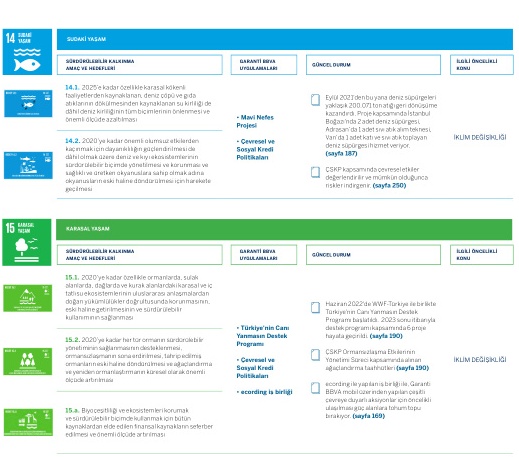 14 SUDAKİ
YAŞAM
SUDAKİ YAŞAM
SÜRDÜRÜLEBİLİR KALKINMA
AMAÇ VE HEDEFLERİ
GARANTİ BBVA
UYGULAMALARI
GÜNCEL DURUM
İLGİLİ ÖNCELİKLİ
KONU
14.1. 2025'e kadar özellikle karasal kökenli
faaliyetlerden kaynaklanan, deniz çöpü ve gıda
atıklarının dökülmesinden kaynaklanan su kirliliği de
dâhil deniz kirliliğinin tüm biçimlerinin önlenmesi ve
önemli ölçüde azaltılması
14.2. 2020'ye kadar önemli olumsuz etkilerden
kaçınmak için dayanıklılığın güçlendirilmesi de
dâhil olmak üzere deniz ve kıyı ekosistemlerinin
sürdürülebilir biçimde yönetilmesi ve korunması ve
sağlıklı ve üretken okyanuslara sahip olmak adına
okyanusların eski haline döndürülmesi için harekete
geçilmesi
• Mavi Nefes
Projesi
• Çevresel ve
Sosyal Kredi
Politikaları
Eylül 2021'den bu yana deniz süpürgeleri
yaklaşık 200.071 ton atığı geri dönüşüme
kazandırdı. Proje kapsamında İstanbul
Boğazı'nda 2 adet deniz süpürgesi,
Adrasan'da 1 adet sıvı atık alım teknesi,
Van'da 1 adet katı ve sıvı atık toplayan
deniz süpürgesi hizmet veriyor.
(sayfa 187)
ÇSKP kapsamında çevresel etkiler
değerlendirilir ve mümkün olduğunca
riskler indirgenir. (sayfa 250)
İKLİM DEĞİŞİKLİĞİ
15 KARASAL
YAŞAM
KARASAL YAŞAM
SÜRDÜRÜLEBİLİR KALKINMA
AMAÇ VE HEDEFLERİ
GARANTİ BBVA
UYGULAMALARI
GÜNCEL DURUM
İLGİLİ ÖNCELİKLİ
KONU
15.1. 2020'ye kadar özellikle ormanlarda, sulak
alanlarda, dağlarda ve kurak alanlardaki karasal ve iç
tatlı su ekosistemlerinin uluslararası anlaşmalardan
doğan yükümlülükler doğrultusunda korunmasının,
eski haline getirilmesinin ve sürdürülebilir
kullanımının sağlanması
15.2. 2020'ye kadar her tür ormanın sürdürülebilir
yönetiminin sağlanmasının desteklenmesi,
ormansızlaşmanın sona erdirilmesi, tahrip edilmiş
ormanların eski haline döndürülmesi ve ağaçlandırma
ve yeniden ormanlaştırmanın küresel olarak önemli
ölçüde artırılması
15.a. Biyoçeşitliliği ve ekosistemleri korumak
ve sürdürülebilir biçimde kullanmak için bütün
kaynaklardan elde edilen finansal kaynakların seferber
edilmesi ve önemli ölçüde artırılması
• Türkiye'nin Canı
Yanmasın Destek
Programı
• Çevresel ve
Sosyal Kredi
Politikaları
• ecording iş birliği
Haziran 2022'de WWF-Türkiye ile birlikte
Türkiye'nin Canı Yanmasın Destek
Programı başlatıldı. 2023 sonu itibarıyla
destek programı kapsamında 6 proje
hayata geçirildi. (sayfa 190)
ÇSKP Ormansızlaşma Etkilerinin
Yönetimi Süreci kapsamında alınan
ağaçlandırma taahhütleri (sayfa 190)
ecording ile yapılan iş birliği ile, Garanti
BBVA mobil üzerinden yapılan çeşitli
çevreye duyarlı aksiyonlar için öncelikli
ulaşılması güç alanlara tohum topu
bırakıyor. (sayfa 169)
İKLİM DEĞİŞİKLİĞİ